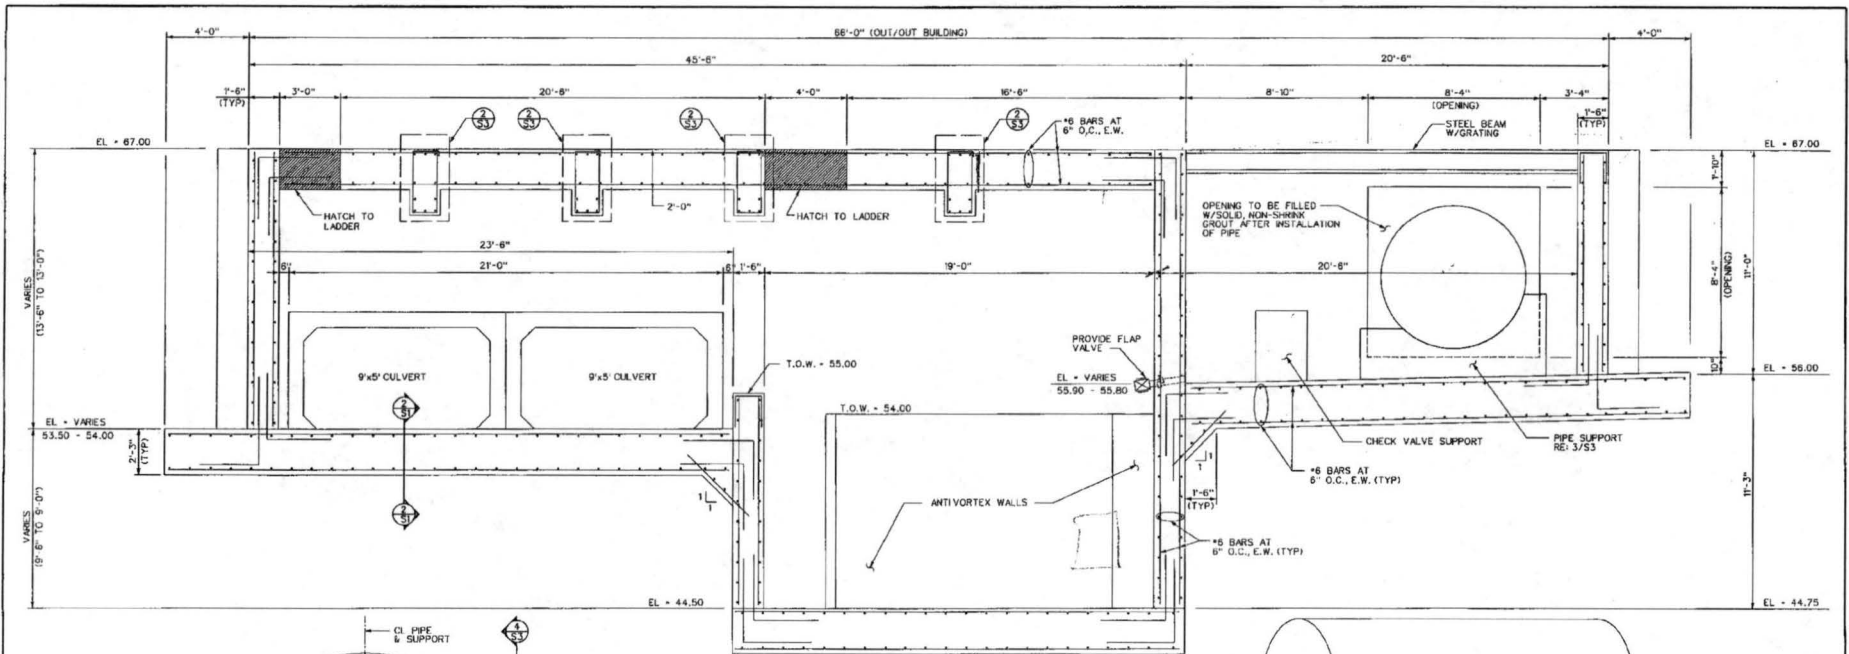 4'-0"
66'-0" (OUT/OUT BUILDING)
4'-0"
45'-6"
20'-6"
1'-6"
(TYP)
3'-0"
20'-6"
4'-0"
16'-6"
8'-10"
8'-4"
(OPENING)
3'-4"
1'-6"
(TYP)
2
S3
2
S3
2
S3
2
S3
*6 BARS AT
6" O.C., E.W.
STEEL BEAM
W/GRATING
EL = 67.00
EL = 67.00
HATCH TO
LADDER
2'-0"
HATCH TO LADDER
OPENING TO BE FILLED
W/SOLID, NON-SHRINK
GROUT AFTER INSTALLATION
OF PIPE
1'-10"
23'-6"
6"
21'-0"
6"
1'-6"
19'-0"
20'-6"
8'-4"
(OPENING)
11'-0"
VARIES
(13'-6" TO 13'-0")
PROVIDE FLAP
VALVE
T.O.W. = 55.00
9'x5' CULVERT
9'x5' CULVERT
EL = VARIES
55.90 - 55.80
10"
EL = 56.00
2
S1
T.O.W. = 54.00
EL = VARIES
53.50 - 54.00
2'-3"
(TYP)
CHECK VALVE SUPPORT
PIPE SUPPORT
RE: 3/S3
1
1
*6 BARS AT
6" O.C., E.W. (TYP)
1
1
1'-6"
(TYP)
11'-3"
ANTIVORTEX WALLS
2
S1
VARIES
(9'-6" TO 9'-0")
*6 BARS AT
6" O.C., E.W. (TYP)
EL = 44.50
EL = 44.75
CI. PIPE
& SUPPORT
4
S3